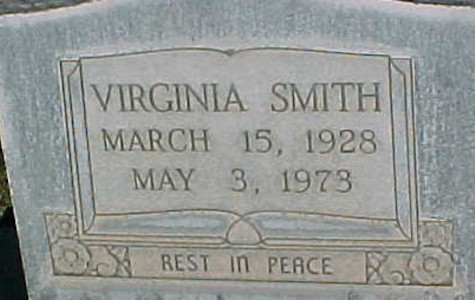 VIRGINIA SMITH
MARCH 15, 1928
MAY 3, 1973
REST IN PEACE